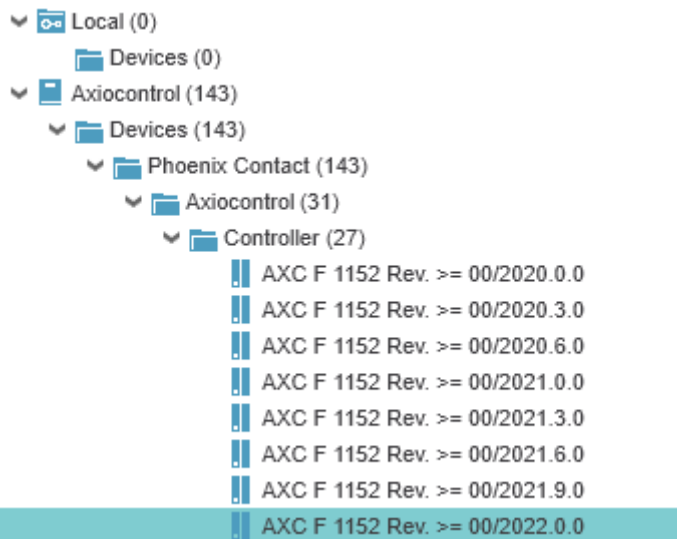 Local (0)
Devices (0)
Axiocontrol (143)
Devices (143)
Phoenix Contact (143)
Axiocontrol (31)
Controller (27)
AXC F 1152 Rev. >= 00/2020.0.0
AXC F 1152 Rev. >= 00/2020.3.0
AXC F 1152 Rev. >= 00/2020.6.0
AXC F 1152 Rev. >= 00/2021.0.0
AXC F 1152 Rev. >= 00/2021.3.0
AXC F 1152 Rev. >= 00/2021.6.0
AXC F 1152 Rev. >= 00/2021.9.0
AXC F 1152 Rev. >= 00/2022.0.0